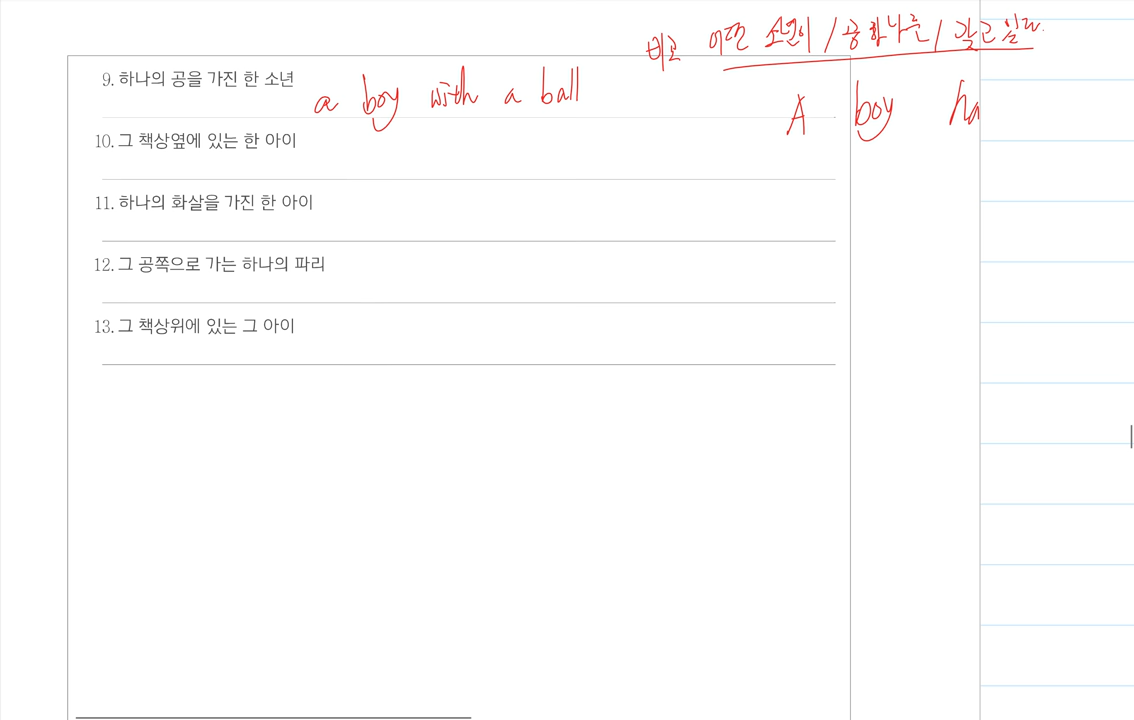 비교 어떤 소년이 / 공 하나를 / 갖고 있다.
9. 하나의 공을 가진 한 소년 a boy with a ball
A boy ha
10. 그 책상옆에 있는 한 아이
11. 하나의 화살을 가진 한 아이
12. 그 공쪽으로 가는 하나의 파리
13. 그 책상위에 있는 그 아이